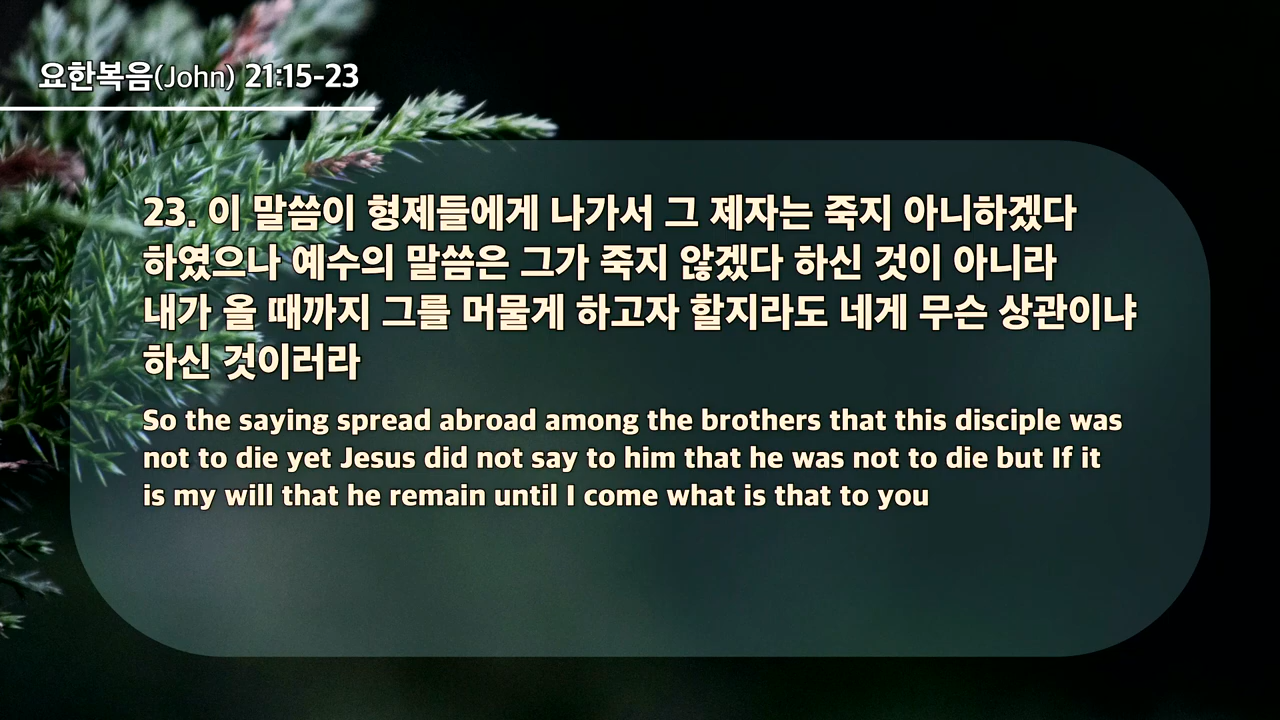 요한복음(John) 21:15-23
23. 이 말씀이 형제들에게 나가서 그 제자는 죽지 아니하겠다
하였으나 예수의 말씀은 그가 죽지 않겠다 하신 것이 아니라
내가 올 때까지 그를 머물게 하고자 할지라도 네게 무슨 상관이냐
하신 것이러라
So the saying spread abroad among the brothers that this disciple was
not to die yet Jesus did not say to him that he was not to die but If it
is my will that he remain until I come what is that to you